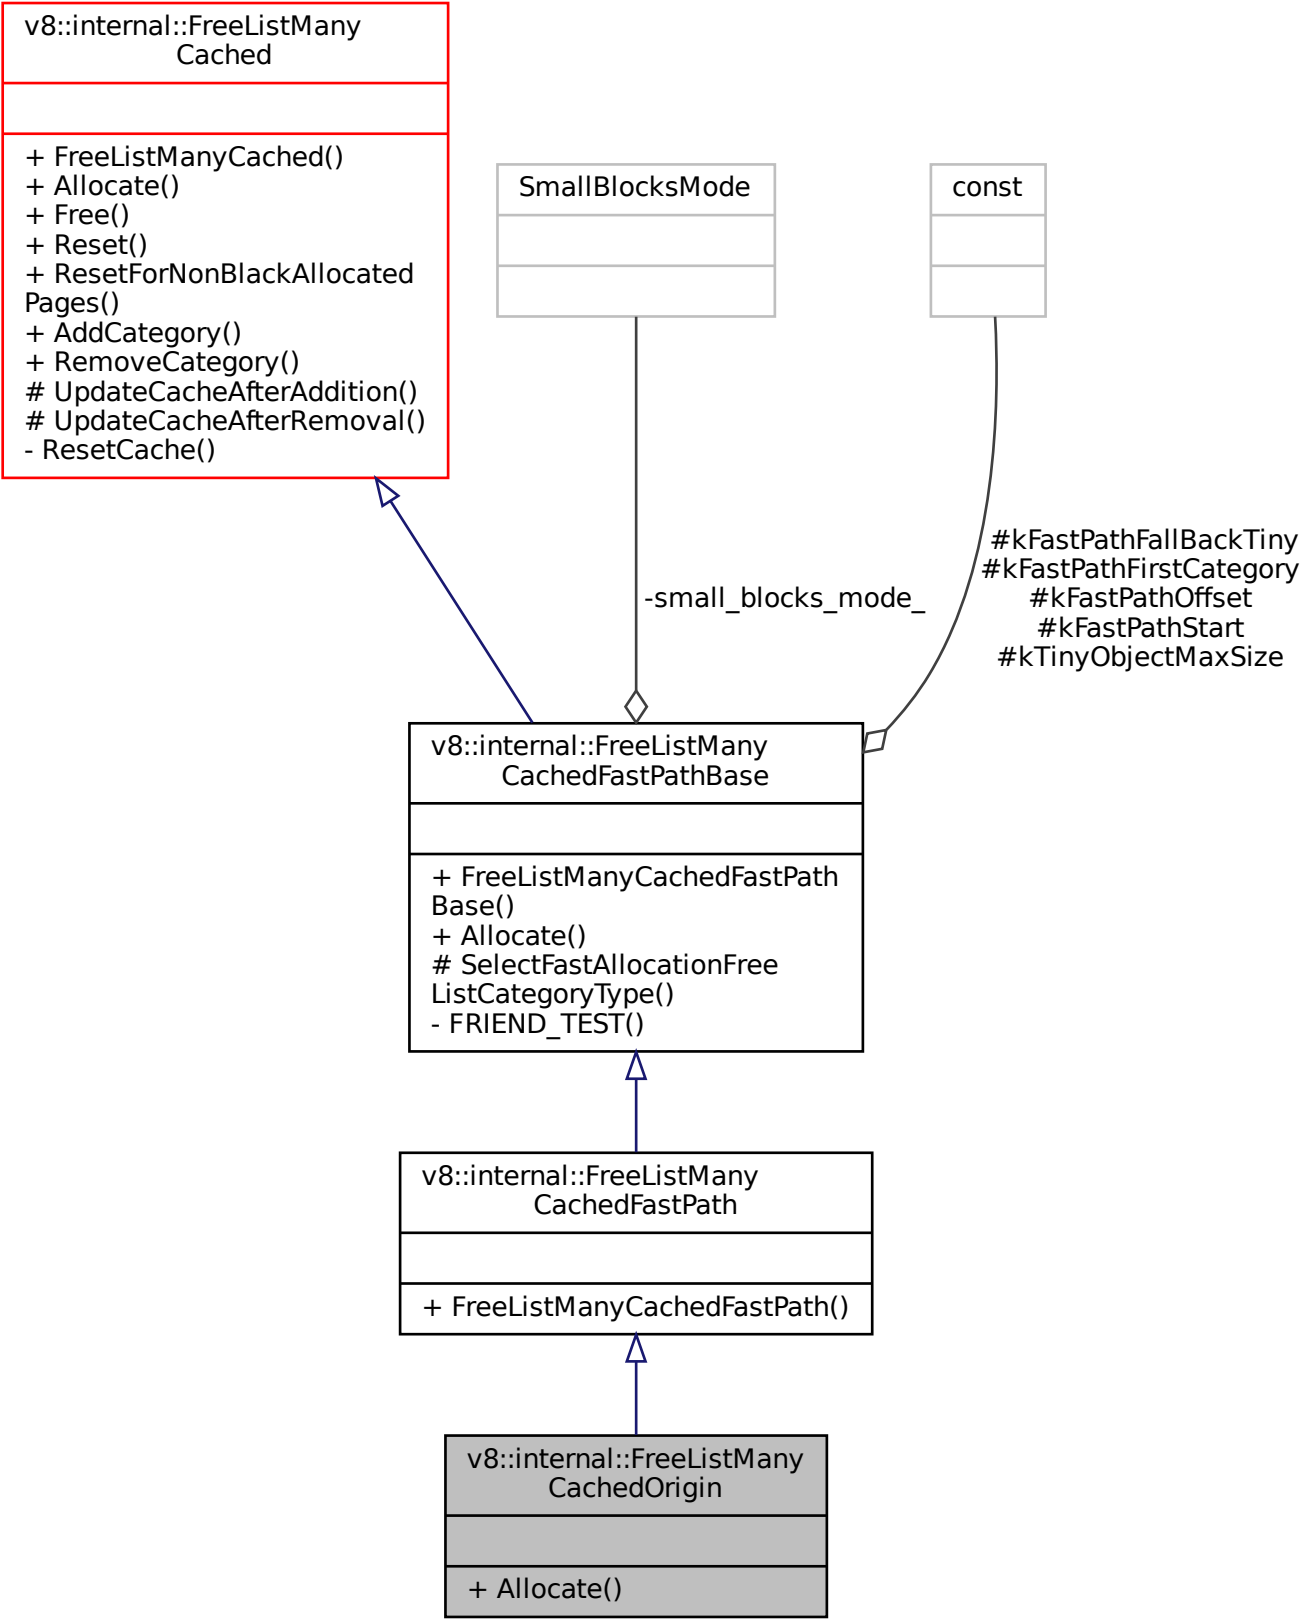 v8::internal::FreeListMany
Cached
+ FreeListManyCached()
+ Allocate()
+ Free()
+ Reset()
+ ResetForNonBlackAllocated
Pages()
+ AddCategory()
+ RemoveCategory()
# UpdateCacheAfterAddition()
# UpdateCacheAfterRemoval()
- ResetCache()
SmallBlocksMode
const
-small_blocks_mode_
#kFastPathFallBackTiny
#kFastPathFirstCategory
#kFastPathOffset
#kFastPathStart
#kTinyObjectMaxSize
v8::internal::FreeListMany
CachedFastPathBase
+ FreeListManyCachedFastPath
Base()
+ Allocate()
# SelectFastAllocationFree
ListCategoryType()
- FRIEND_TEST()
v8::internal::FreeListMany
CachedFastPath
+ FreeListManyCachedFastPath()
v8::internal::FreeListMany
CachedOrigin
+ Allocate()